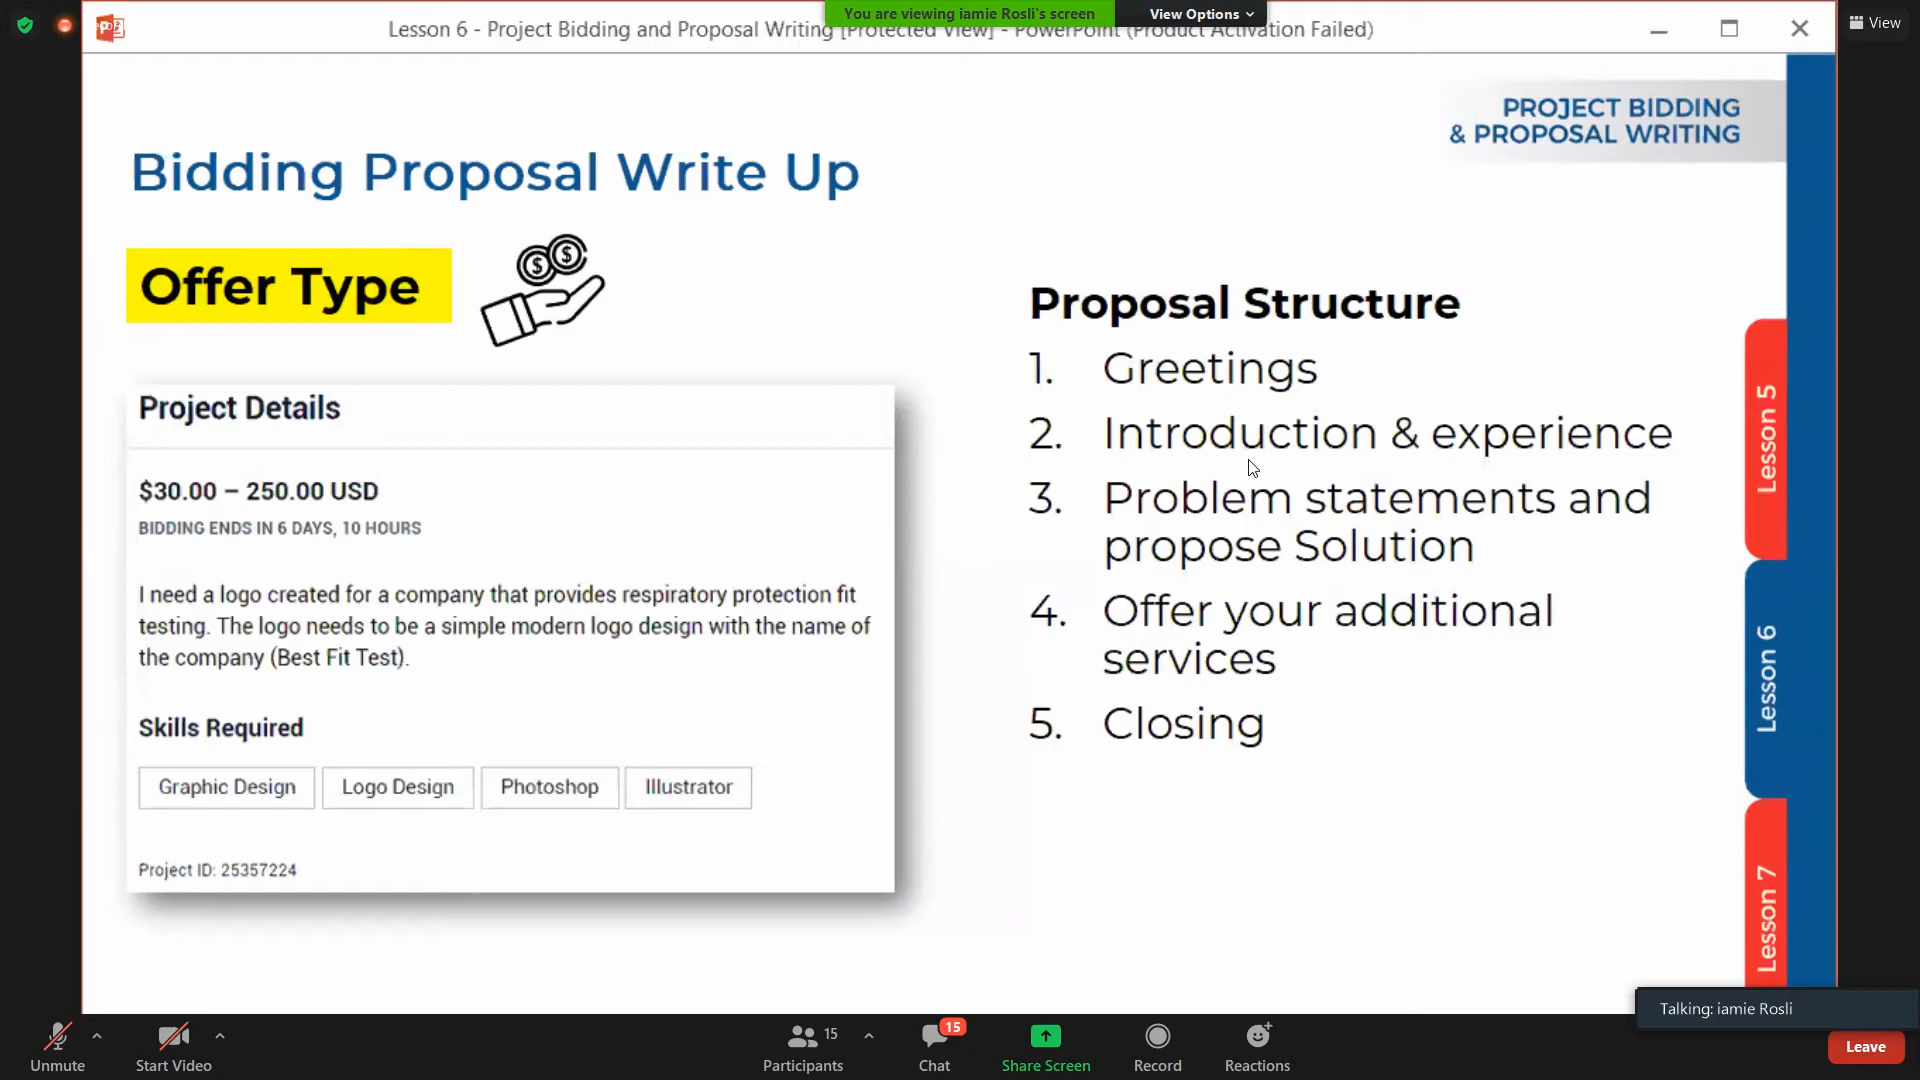 You are viewing iamie Rosli's screen
View Options
View
Lesson 6 - Project Bidding and Proposal Writing [Protected View] - PowerPoint (Product Activation Failed)
PROJECT BIDDING
& PROPOSAL WRITING
Bidding Proposal Write Up
Offer Type
$ $
Project Details
$30.00 – 250.00 USD
BIDDING ENDS IN 6 DAYS, 10 HOURS
I need a logo created for a company that provides respiratory protection fit
testing. The logo needs to be a simple modern logo design with the name of
the company (Best Fit Test).
Skills Required
Graphic Design Logo Design Photoshop Illustrator
Project ID: 25357224
Proposal Structure
1. Greetings
2. Introduction & experience
3. Problem statements and
propose Solution
4. Offer your additional
services
5. Closing
Lesson 5
Lesson 6
Lesson 7
Talking: iamie Rosli
Unmute
Start Video
15
Participants
15
Chat
Share Screen
Record
Reactions
Leave